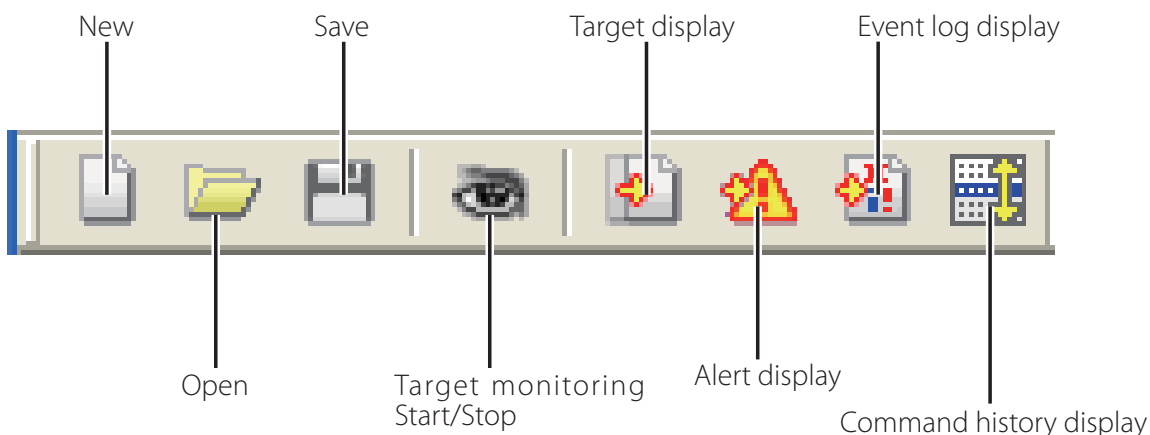 New
Save
Target display
Event log display
Open
Target monitoring
Start/Stop
Alert display
Command history display